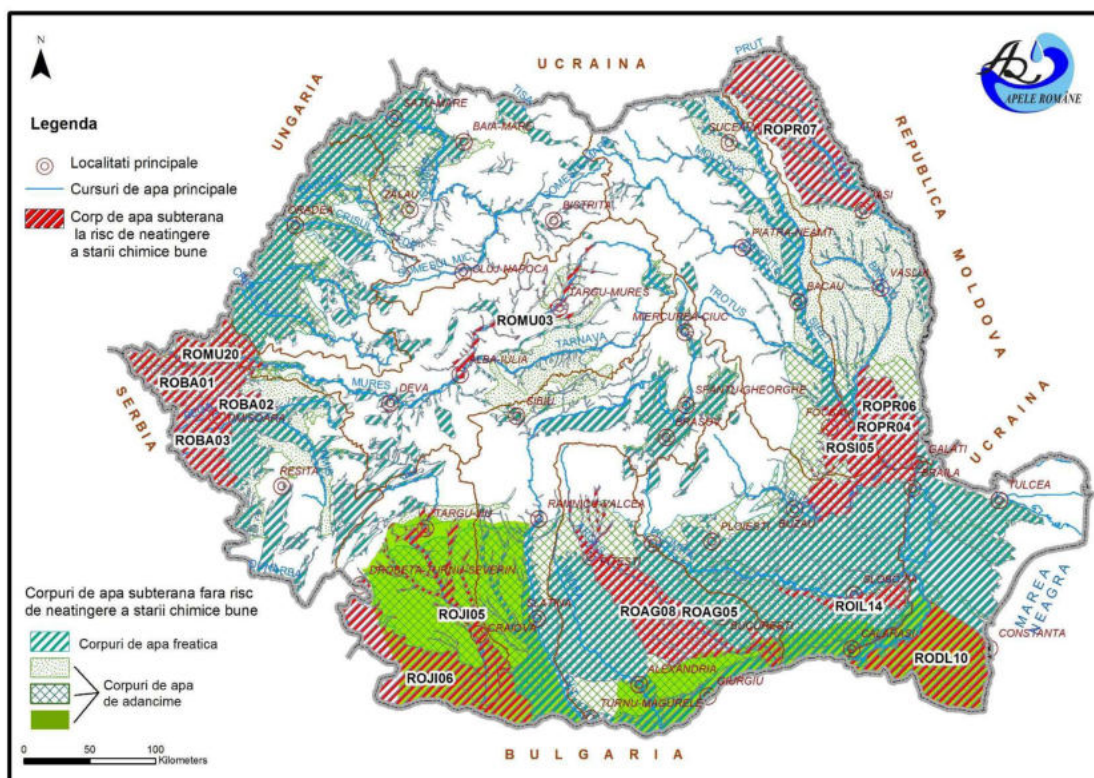 N
Legenda
Localitati principale
Cursuri de apa principale
Corp de apa subterana
la risc de neatingere
a starii chimice bune
UCRAINA
UNGARIA
PRUT
APELE ROMÂNE
REPUBLICA MOLDOVA
SATU-MARE
TISA
BAIA-MARE
SUCEAVA
ROPR07
ZALAU
BISTRITA
IASI
ORADEA
PIATRA-NEAMT
SOMESUL MIC
CLUJ-NAPOCA
VASLUI
BACAU
TARGU-MURES
TROTUS
ROMU03
MIERCUREA-CIUC
ROMU20
ALBA-IULIA
TARNAVA
ROBA01
MURES
DEVA
SERBIA
ROBA02
SIBIU
SFANTU-GHEORGHE
ROPR06
ROPR04
UCRAINA
ROBA03
TIMISOARA
FOCSANI
BRASOV
ROSI05
GALATI
RESITA
BRAILA
TULCEA
RAMNICU-VALCEA
BUZAU
TARGU-JIU
PLOIESTI
DUNAREA
DROBETA-TURNU-SEVERIN
PITESTI
SLOBOZIA
MAREA NEAGRA
Corpuri de apa subterana fara risc
de neatingere a starii chimice bune
ROJI05
SLATINA
ROAG08
ROAG05
ROIL14
CRAIOVA
BUCURESTI
CALARASI
CONSTANTA
Corpuri de apa freatica
RODL10
ROJI06
ALEXANDRIA
GIURGIU
Corpuri de apa
de adancime
TURNU-MAGURELE
BULGARIA
0 50 100
Kilometers